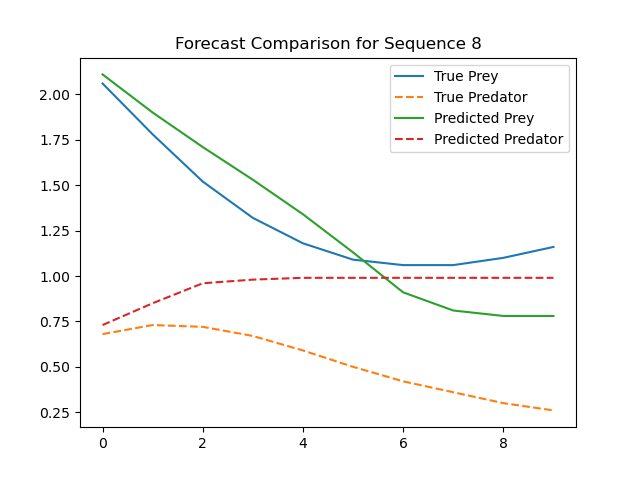 Forecast Comparison for Sequence 8
True Prey
True Predator
Predicted Prey
Predicted Predator
2.00
1.75
1.50
1.25
1.00
0.75
0.50
0.25
0 2 4 6 8